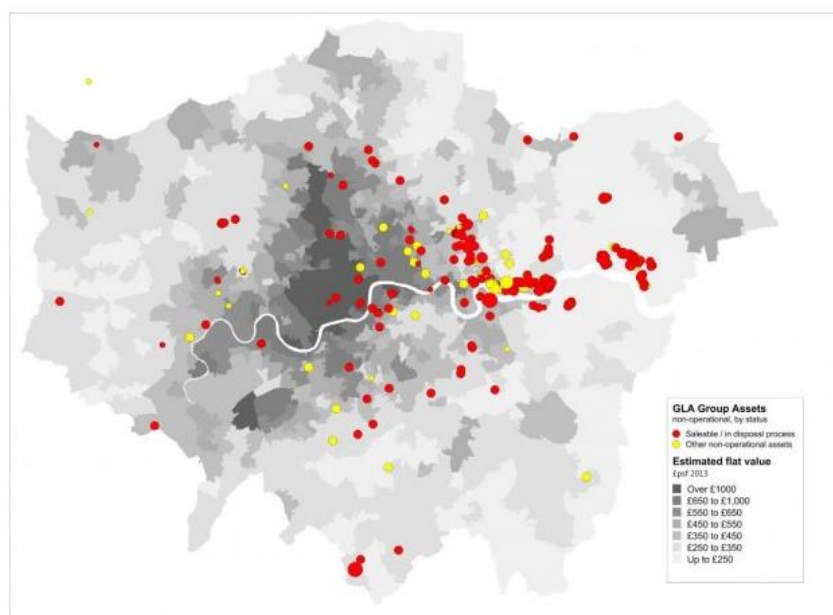 GLA Group Assets
non-operational, by status
Saleable / in disposal process
Other non-operational assets
Estimated flat value
£psf 2013
Over £1000
£650 to £1,000
£550 to £650
£450 to £550
£350 to £450
£250 to £350
Up to £250